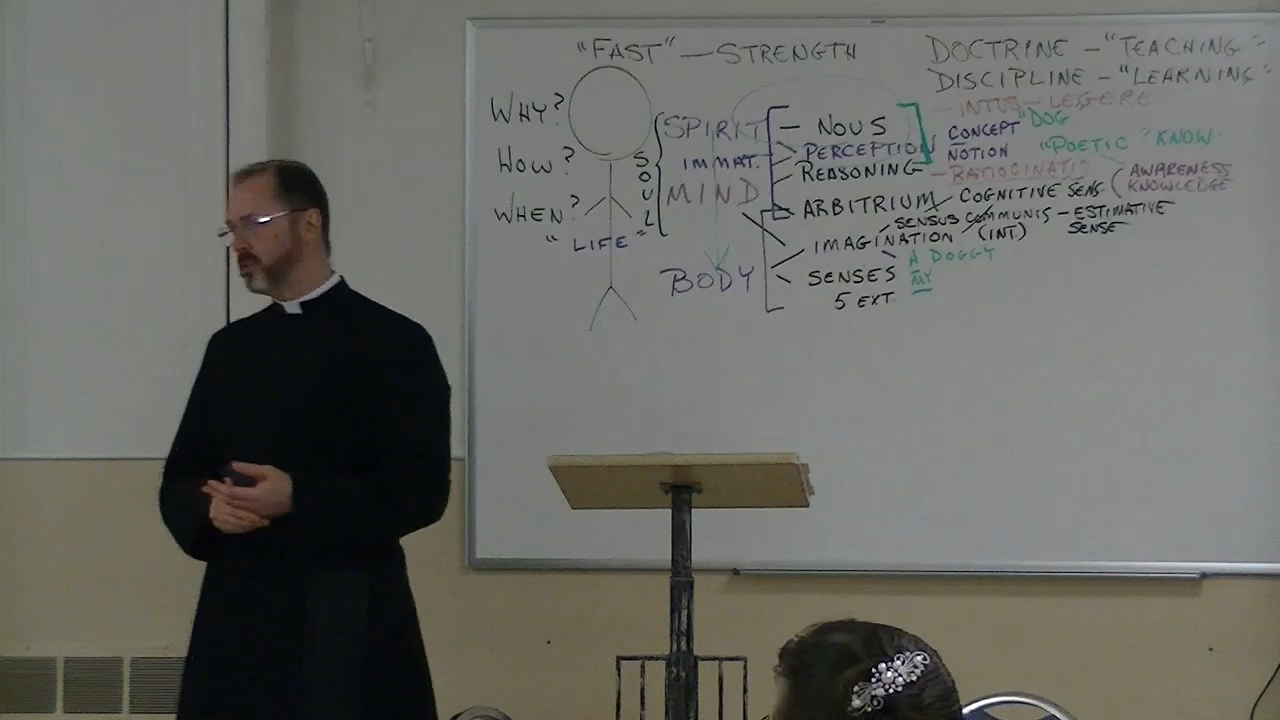 "FAST" — STRENGTH
DOCTRINE — "TEACHING"
DISCIPLINE — "LEARNING"
WHY?
HOW?
WHEN?
"LIFE"
SOUL
SPIRIT
IMMAT.
MIND
BODY
— NOUS
PERCEPTION
REASONING
ARBITRIUM
IMAGINATION (INT)
SENSES
5 EXT.
— INTUS — LEGERE
CONCEPT "DOG
NOTION "POETIC "KNOW.
— RATIOCINATIO
AWARENESS
KNOWLEDGE
COGNITIVE SENS
SENSUS COMMUNIS — ESTIMATIVE
SENSE
A DOGGY
MY